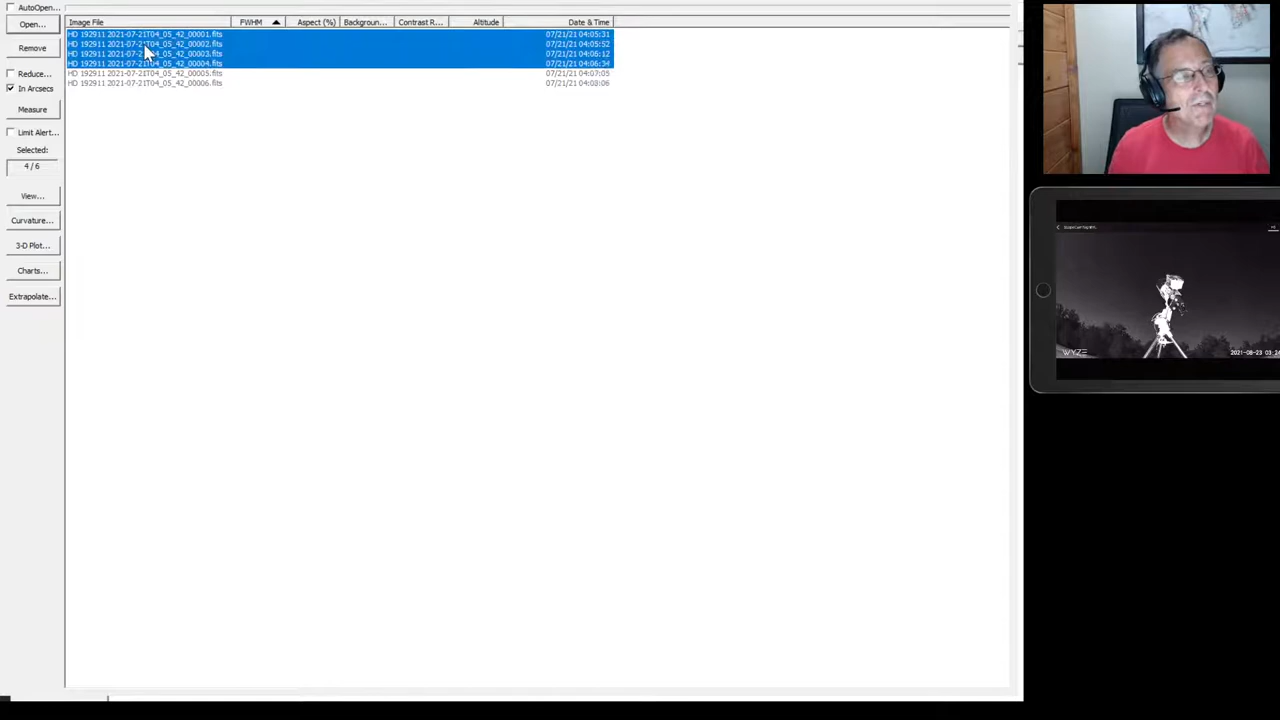 AutoOpen...
Open...
Remove
Reduce...
In Arcsecs
Measure
Limit Alert...
Selected:
4 / 6
View...
Curvature...
3-D Plot...
Charts...
Extrapolate...
Image File FWHM Aspect (%) Backgroun... Contrast R... Altitude Date & Time
HD 192911 2021-07-21T04_05_42_00001.fits 07/21/21 04:05:31
HD 192911 2021-07-21T04_05_42_00002.fits 07/21/21 04:05:52
HD 192911 2021-07-21T04_05_42_00003.fits 07/21/21 04:06:12
HD 192911 2021-07-21T04_05_42_00004.fits 07/21/21 04:06:34
HD 192911 2021-07-21T04_05_42_00005.fits 07/21/21 04:07:05
HD 192911 2021-07-21T04_05_42_00006.fits 07/21/21 04:08:06
WYZE 2021-08-23 03:24